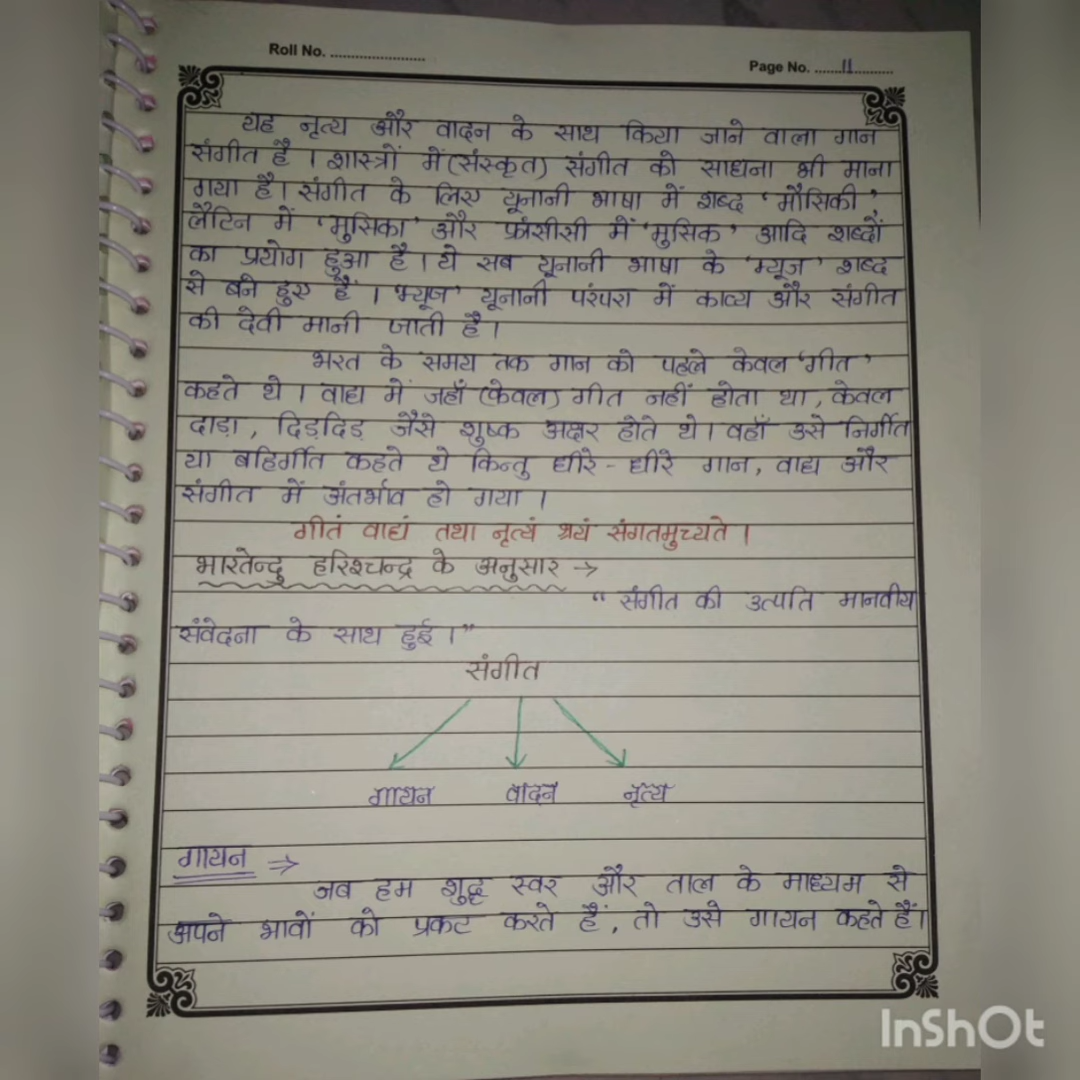 Roll No. ........................
Page No. .......11...........
यह नृत्य और वादन के साथ किया जाने वाला गान
संगीत है । शास्त्रों में (संस्कृत) संगीत को साधना भी माना
गया है। संगीत के लिए यूनानी भाषा में शब्द 'मौसिकी'
लैटिन में 'मुसिका' और फ्रांसीसी में 'मुसिक' आदि शब्दों
का प्रयोग हुआ है । ये सब यूनानी भाषा के 'म्यूज' शब्द
से बने हुए हैं । 'म्यूज' यूनानी परंपरा में काव्य और संगीत
की देवी मानी जाती है ।
भरत के समय तक गान को पहले केवल 'गीत'
कहते थे । वाद्य में जहाँ (केवल) गीत नहीं होता था, केवल
दाड़ा, दिड़दिड़ जैसे शुष्क अक्षर होते थे। वहाँ उसे निर्गीत
या बहिर्गीत कहते थे किन्तु धीरे - धीरे गान, वाद्य और
संगीत में अंतर्भाव हो गया ।
गीतं वाद्यं तथा नृत्यं त्रयं संगतमुच्यते ।
भारतेन्दु हरिश्चन्द्र के अनुसार →
" संगीत की उत्पति मानवीय
संवेदना के साथ हुई ।"
संगीत
गायन वादन नृत्य
गायन →
जब हम शुद्ध स्वर और ताल के माध्यम से
अपने भावों को प्रकट करते हैं, तो उसे गायन कहते हैं।
InShOt